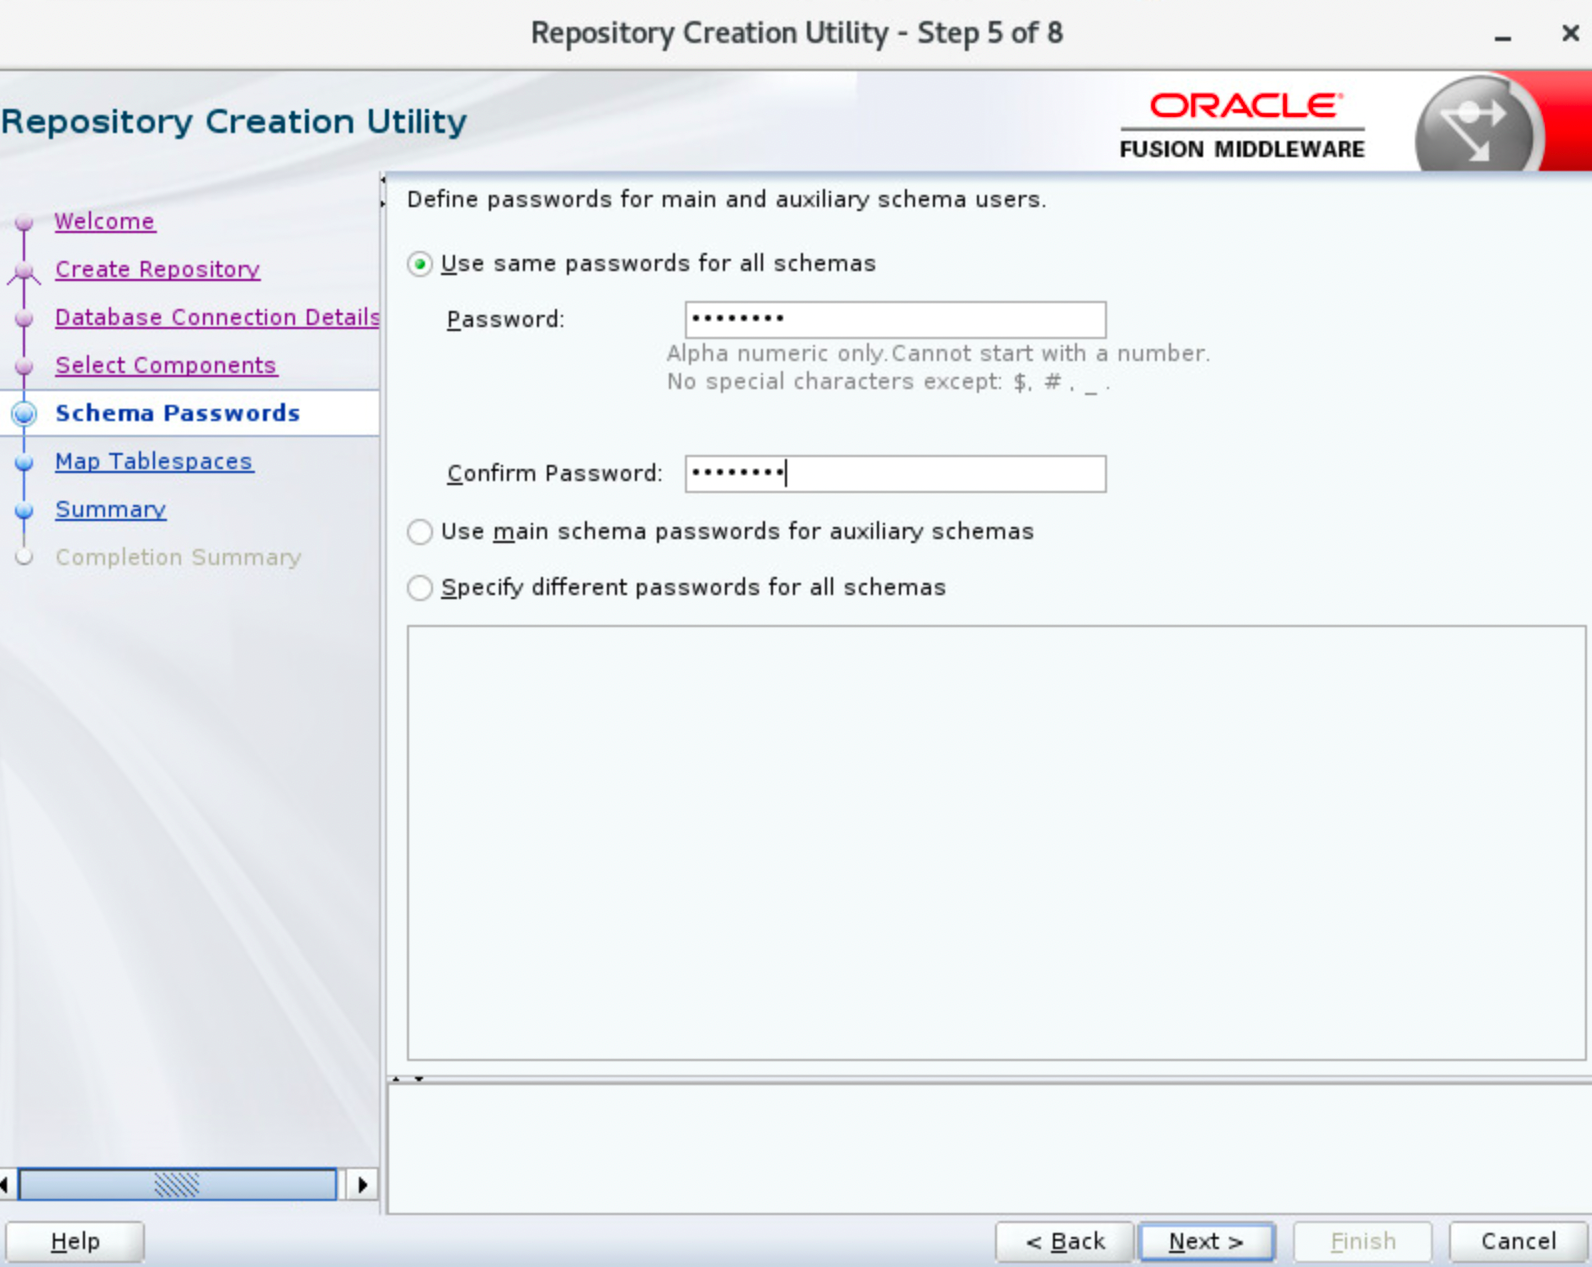 Repository Creation Utility - Step 5 of 8
Repository Creation Utility
ORACLE
FUSION MIDDLEWARE
Welcome
Create Repository
Database Connection Details
Select Components
Schema Passwords
Map Tablespaces
Summary
Completion Summary
Define passwords for main and auxiliary schema users.
Use same passwords for all schemas
Password: ••••••••
Alpha numeric only.Cannot start with a number.
No special characters except: $, # , _ .
Confirm Password: ••••••••
Use main schema passwords for auxiliary schemas
Specify different passwords for all schemas
Help
< Back
Next >
Finish
Cancel